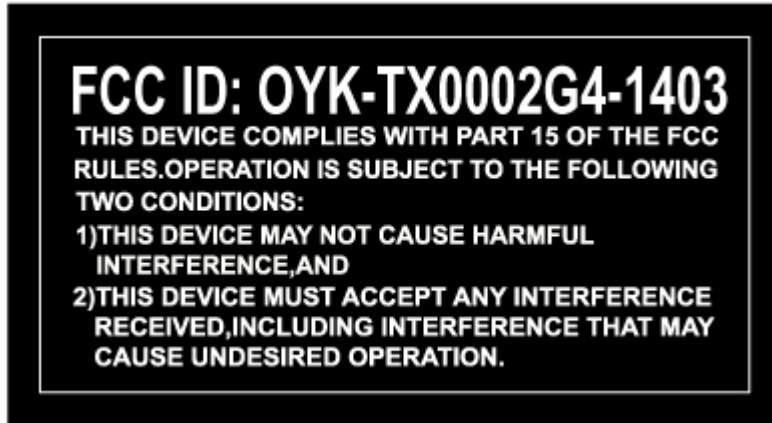 FCC ID: OYK-TX0002G4-1403
THIS DEVICE COMPLIES WITH PART 15 OF THE FCC
RULES.OPERATION IS SUBJECT TO THE FOLLOWING
TWO CONDITIONS:
1)THIS DEVICE MAY NOT CAUSE HARMFUL
INTERFERENCE,AND
2)THIS DEVICE MUST ACCEPT ANY INTERFERENCE
RECEIVED,INCLUDING INTERFERENCE THAT MAY
CAUSE UNDESIRED OPERATION.